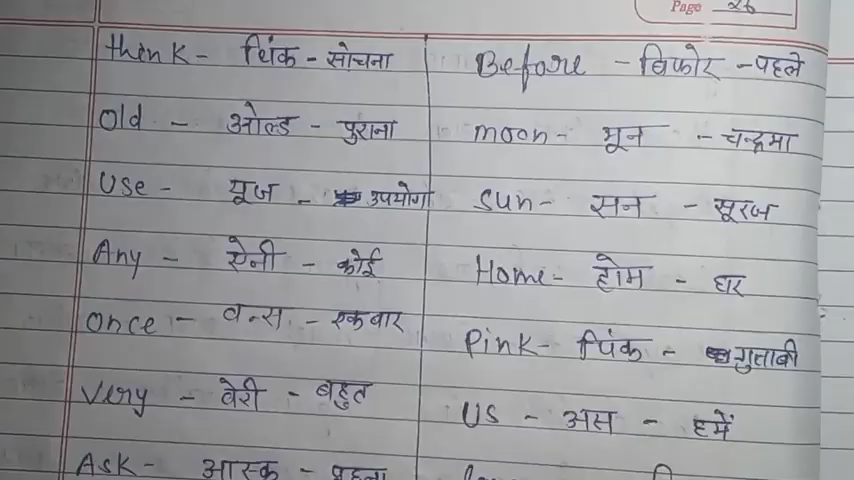 Page 26
think - थिंक - सोचना
Old - ओल्ड - पुराना
Use - यूज - उपयोग
Any - ऐनी - कोई
Once - वन्स - एकबार
Very - वेरी - बहुत
Ask - आस्क -
Before - बिफोर - पहले
moon - मून - चन्द्रमा
Sun - सन - सूरज
Home - होम - घर
Pink - पिंक - गुलाबी
US - अस - हमें